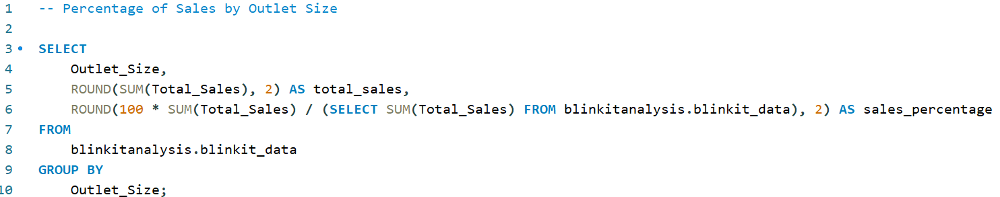 1 -- Percentage of Sales by Outlet Size
2
3 SELECT
4 Outlet_Size,
5 ROUND(SUM(Total_Sales), 2) AS total_sales,
6 ROUND(100 * SUM(Total_Sales) / (SELECT SUM(Total_Sales) FROM blinkitanalysis.blinkit_data), 2) AS sales_percentage
7 FROM
8 blinkitanalysis.blinkit_data
9 GROUP BY
10 Outlet_Size;